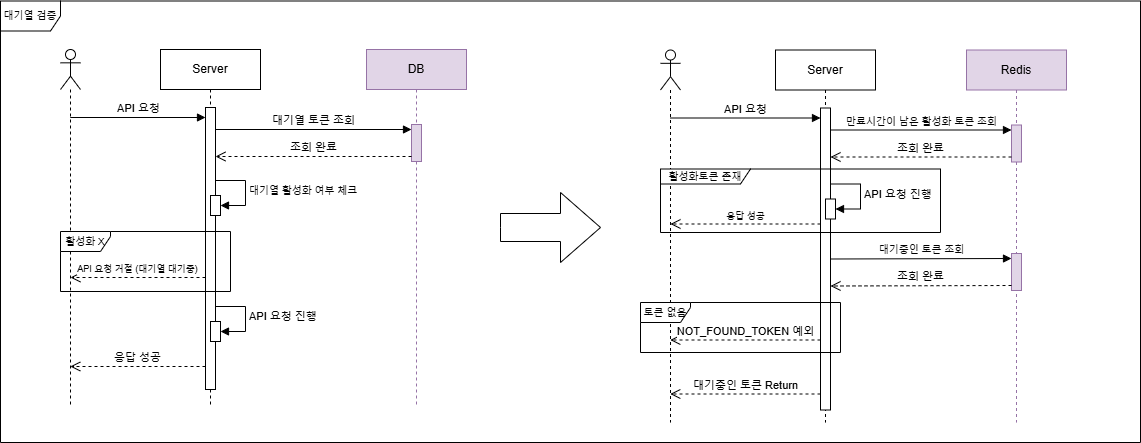 대기열 검증
Server
DB
API 요청
대기열 토큰 조회
조회 완료
대기열 활성화 여부 체크
활성화 X
API 요청 거절 (대기열 대기중)
API 요청 진행
응답 성공
Server
Redis
API 요청
만료시간이 남은 활성화 토큰 조회
조회 완료
활성화토큰 존재
API 요청 진행
응답 성공
대기중인 토큰 조회
조회 완료
토큰 없음
NOT_FOUND_TOKEN 예외
대기중인 토큰 Return